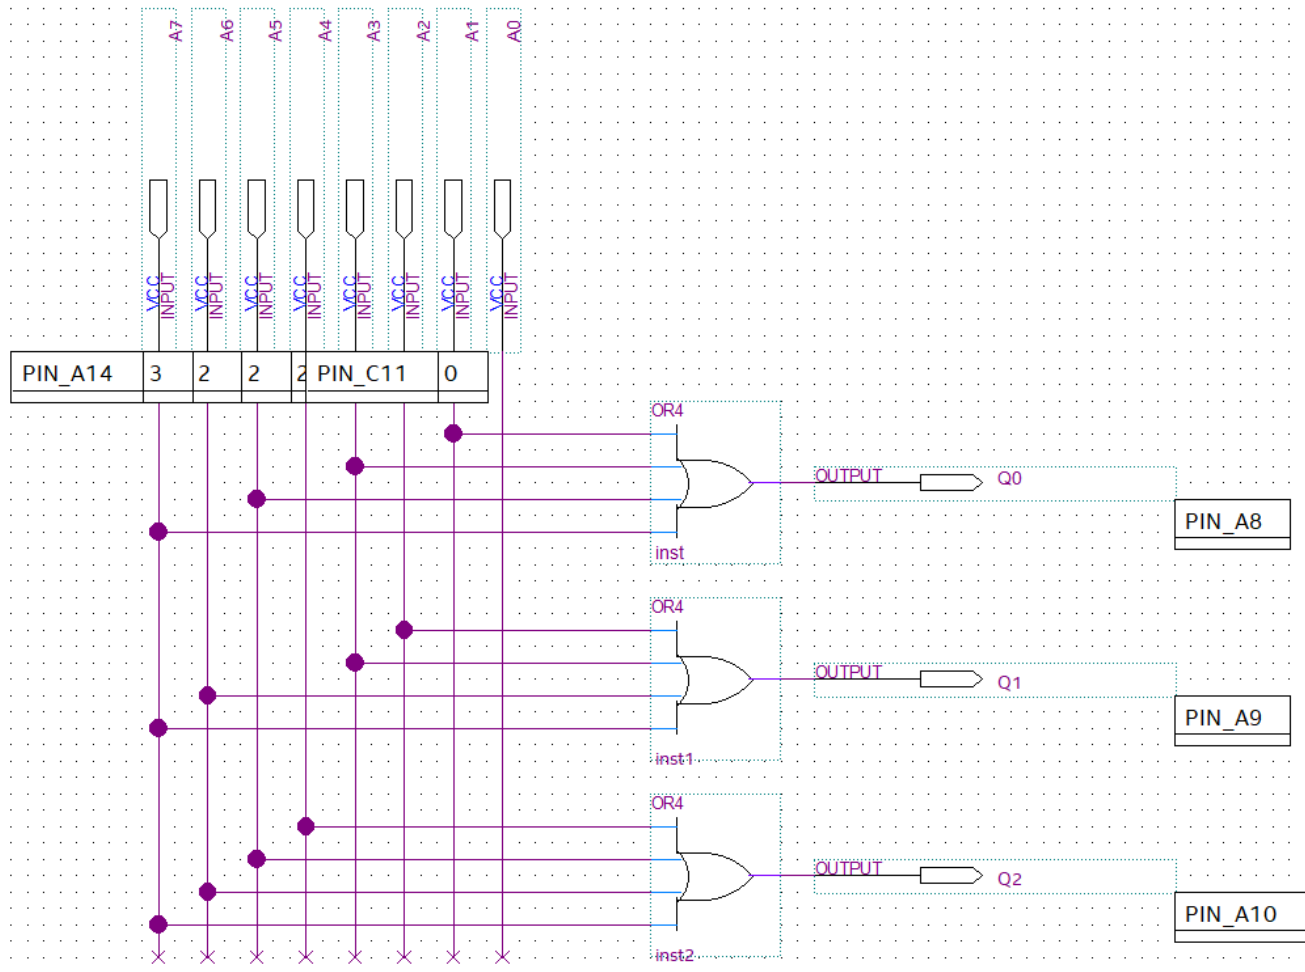 A7 A6 A5 A4 A3 A2 A1 A0
VCC VCC VCC VCC VCC VCC VCC VCC
INPUT INPUT INPUT INPUT INPUT INPUT INPUT INPUT
PIN_A14 3 2 2 2 PIN_C11 0
OR4
OUTPUT Q0
PIN_A8
inst
OR4
OUTPUT Q1
PIN_A9
inst1
OR4
OUTPUT Q2
PIN_A10
inst2